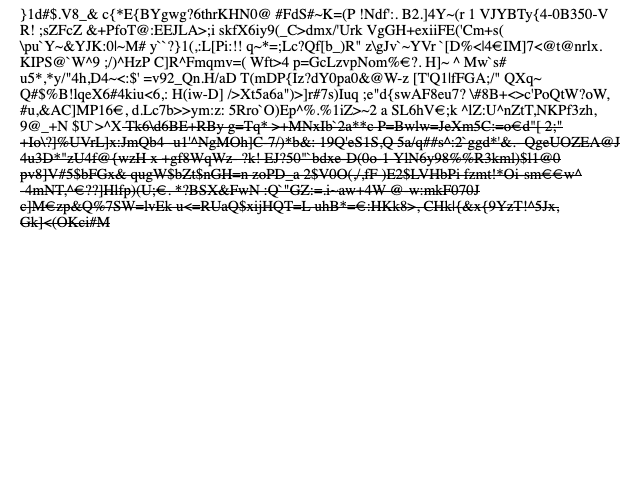 }1d#$.V8_& c{*E{BYgwg?6thrKHN0@ #FdS#~K=(P !Ndf':. B2.]4Y~(r 1 VJYBTy{4-0B350-V
R! ;sZFcZ &+PfoT@:EEJLA>;i skfX6iy9(_C>dmx/'Urk VgGH+exiiFE('Cm+s(
\pu`Y~&YJK:0l~M# y``?}1(,:L[Pi:!! q~*=;Lc?Qf[b_)R" z\gJv`~YVr`[D%<l4€IM]7<@t@nrlx.
KIPS@`W^9 ;/)^HzP C]R^Fmqmv=( Wft>4 p=GcLzvpNom%€?. H]~ ^ Mw`s#
u5*,*y/"4h,D4~<:$' =v92_Qn.H/aD T(mDP{Iz?dY0pa0&@W-z [T'Q1lfFGA;/" QXq~
Q#$%B!lqeX6#4kiu<6,: H(iw-D] />Xt5a6a")>]r#7s)Iuq ;e"d{swAF8eu7? \#8B+<>c'PoQtW?oW,
#u,&AC]MP16€, d.Lc7b>>ym:z: 5Rro`O)Ep^%.%1iZ>~2 a SL6hV€;k ^lZ:U^nZtT,NKPf3zh,
9@_+N $U`>^X Tk6\d6BE+RBy g=Tq* >+MNxIb`2a**c P=Bwlw=JeXm5C:=o€d"[ 2;"
+Io\?]%UVrL]x:JmQb4 u1'^NgMOh]C 7/)*b&: 19Q'eS1S,Q 5a/q##s^:2`ggd*'&. QgeUOZEA@J
4u3D*"zU4f@{wzH x +gf8WqWz ?k! EJ?50"`bdxe D(0o 1 YlN6y98%%R3kml)$l1@0
pv8]V#5$bFGx& qugW$bZt$nGH=n zoPD_a 2$V0O(,/,fF )E2$LVHbPi fzmt!*Oi sm€€w^
4mNT,^€??]Hlfp)(U;€. *?BSX&FwN :Q`"GZ:=.i~aw+4W @ w:mkF070J
c]M€zp&Q%7SW=lvEk u<=RUaQ$xijHQT=L uhB*=€:HKk8>, CHk|{&x{9YzT!^5Jx,
Gk]<(OKci#M